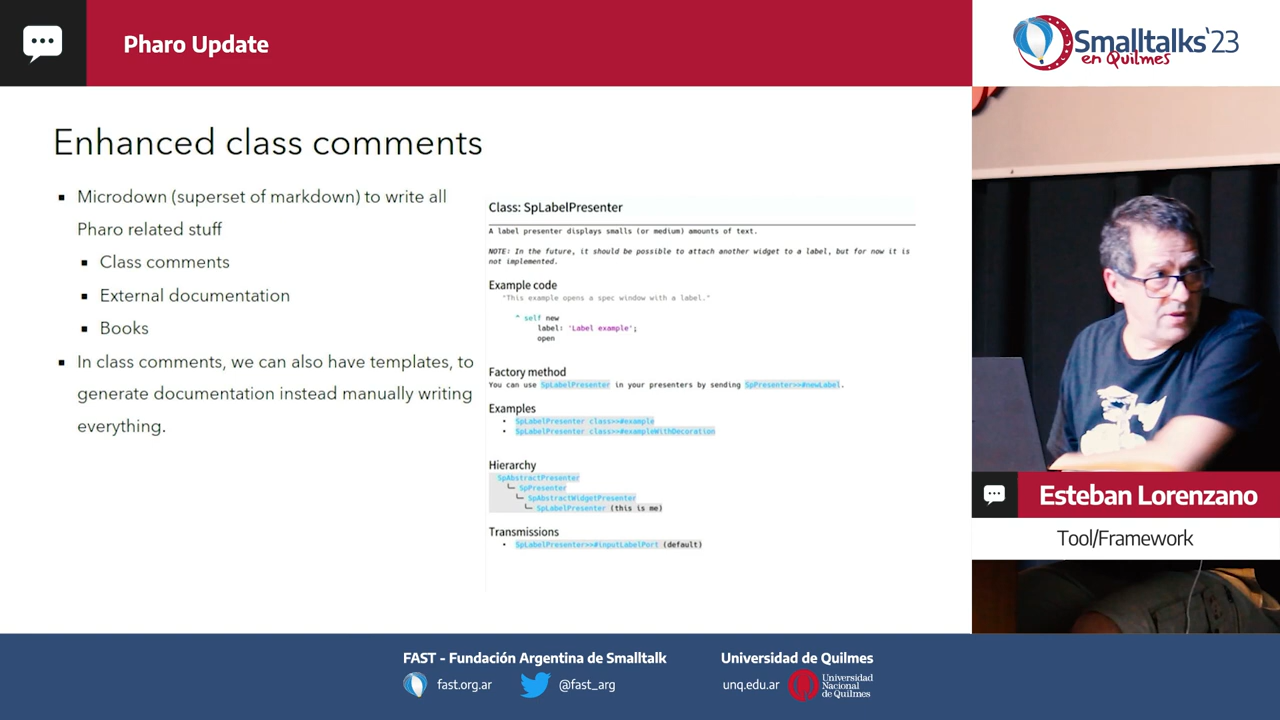 Pharo Update
Smalltalks'23
en Quilmes
Enhanced class comments
Microdown (superset of markdown) to write all
Pharo related stuff
Class comments
External documentation
Books
In class comments, we can also have templates, to
generate documentation instead manually writing
everything.
Class: SpLabelPresenter
A label presenter displays smalls (or medium) amounts of text.
NOTE: In the future, it should be possible to attach another widget to a label, but for now it is
not implemented.
Example code
"This example opens a spec window with a label."
^ self new
label: 'Label example';
open
Factory method
You can use SpLabelPresenter in your presenters by sending SpPresenter>>#newLabel.
Examples
SpLabelPresenter class>>#example
SpLabelPresenter class>>#exampleWithDecoration
Hierarchy
SpAbstractPresenter
SpPresenter
SpAbstractWidgetPresenter
SpLabelPresenter (this is me)
Transmissions
SpLabelPresenter>>#inputLabelPort (default)
Esteban Lorenzano
Tool/Framework
FAST - Fundación Argentina de Smalltalk
fast.org.ar
@fast_arg
Universidad de Quilmes
unq.edu.ar
Universidad
Nacional
de Quilmes